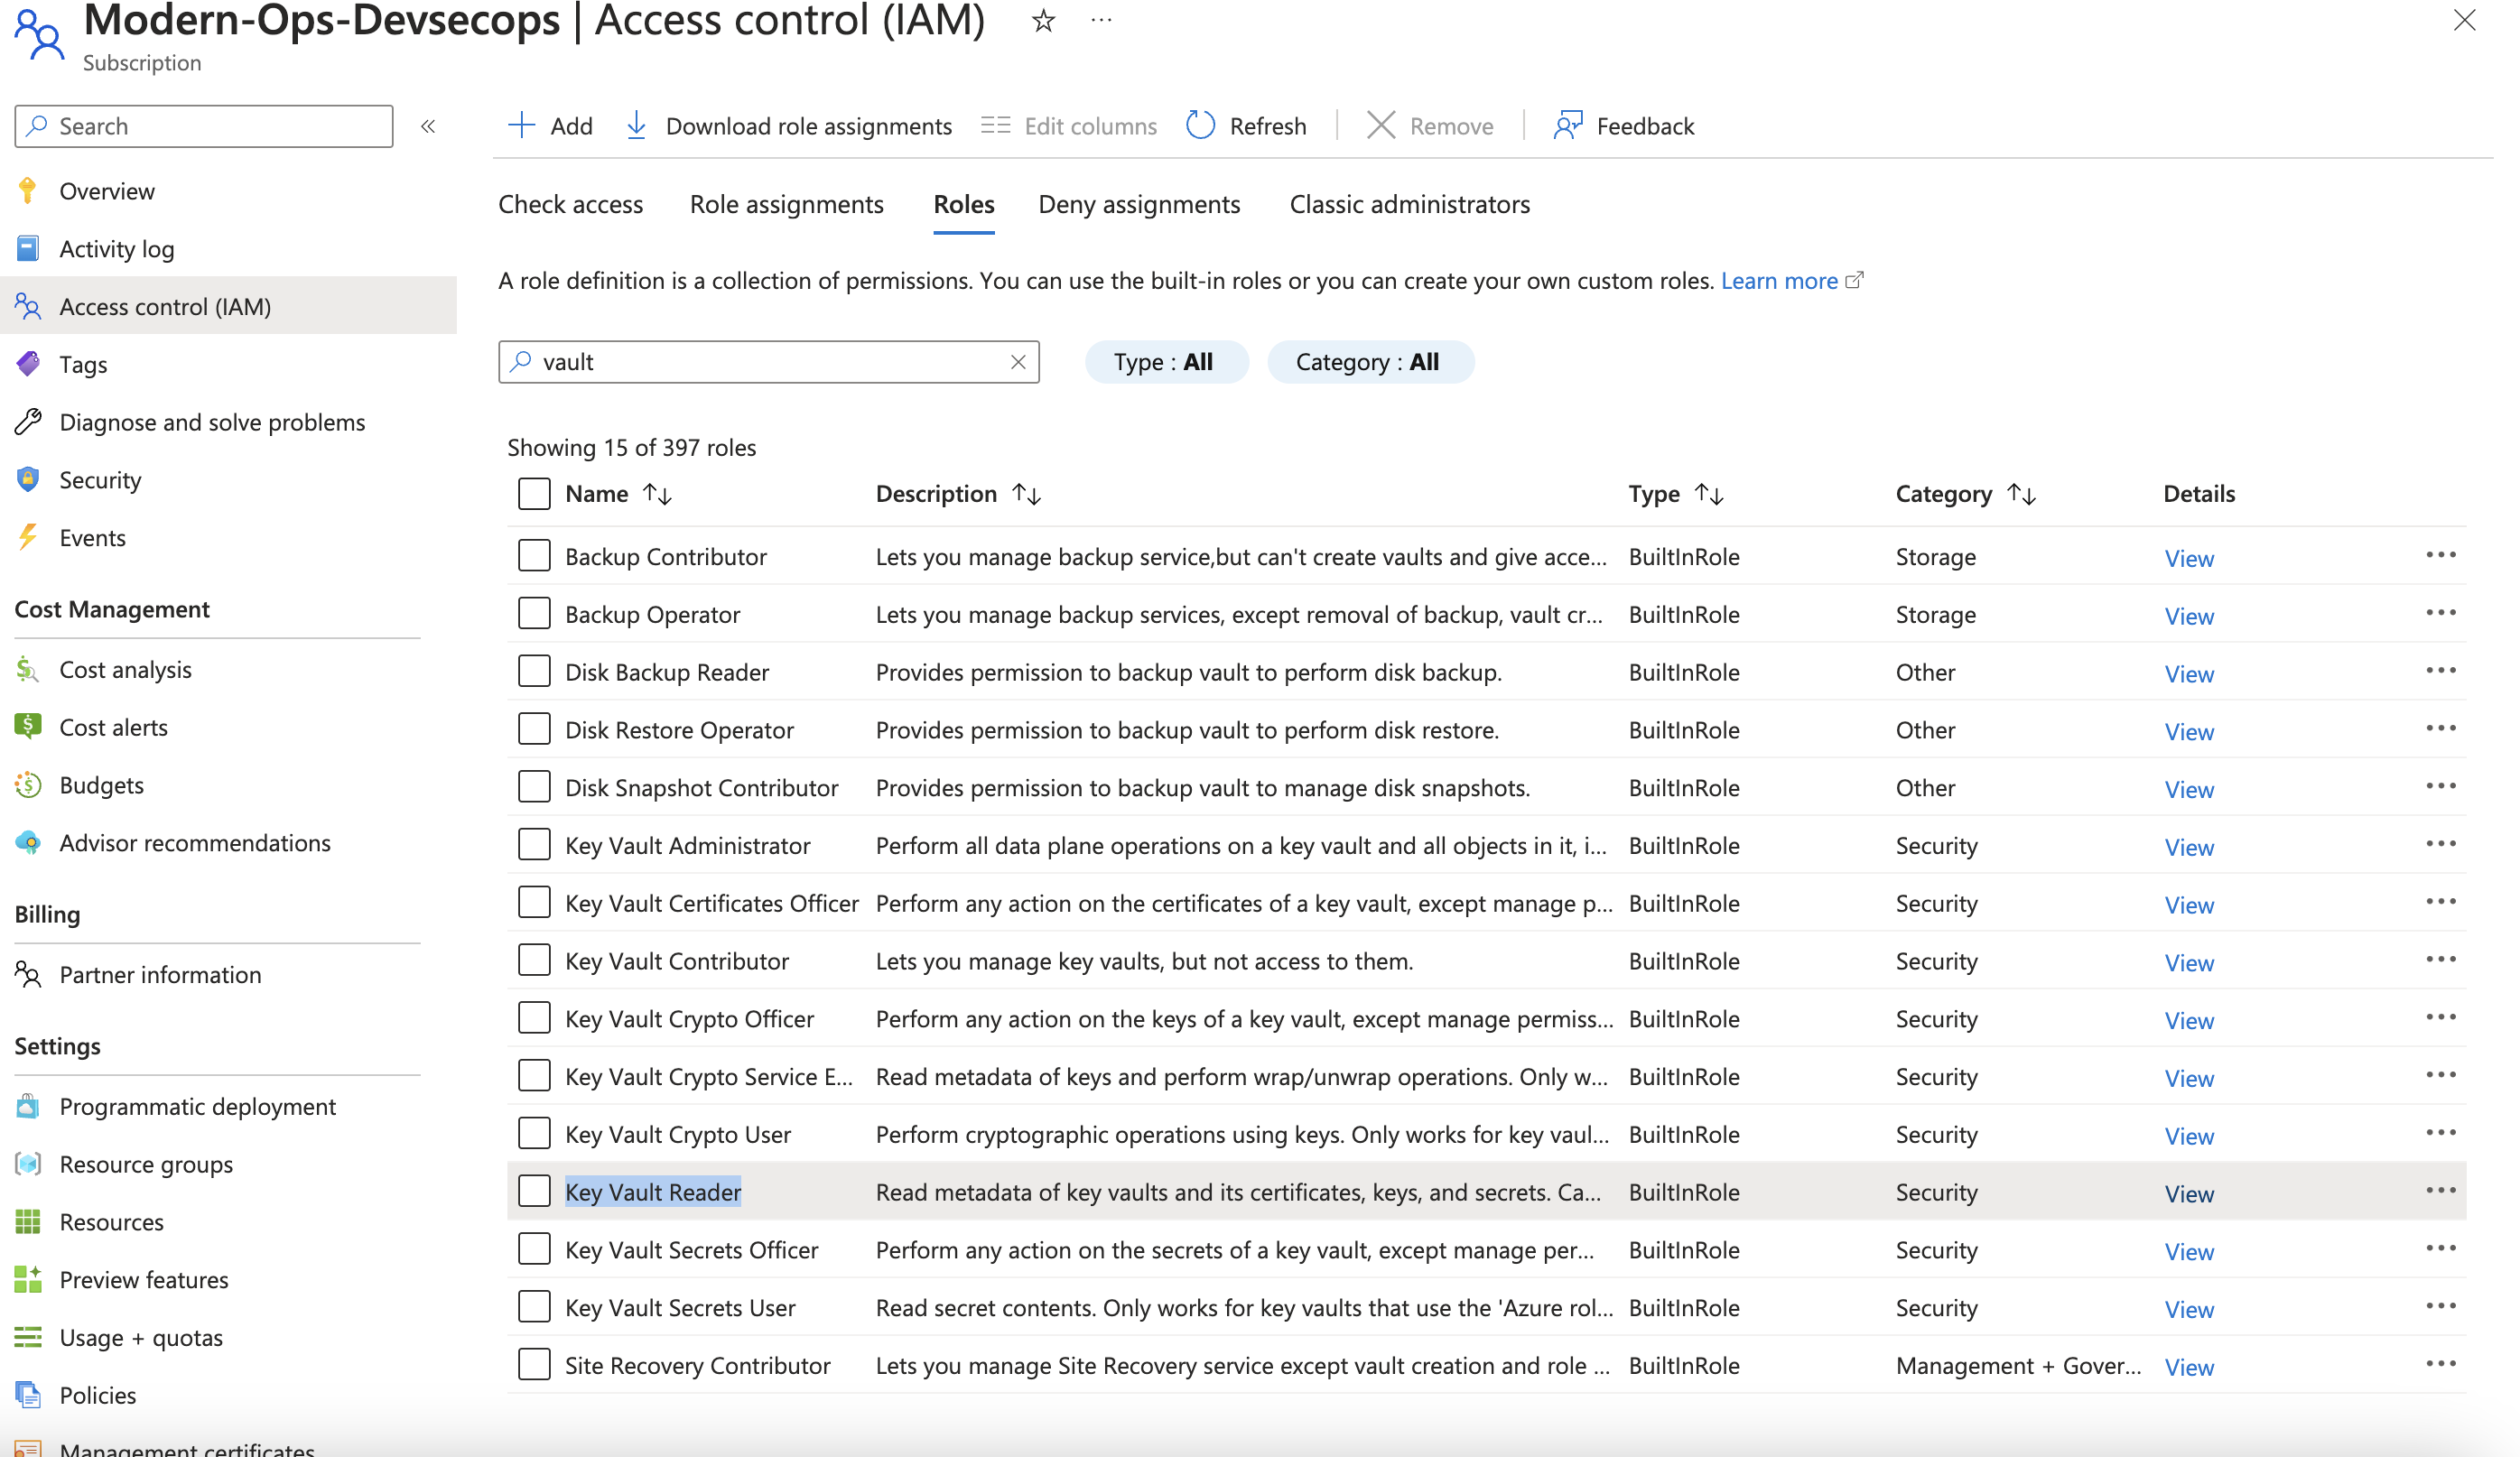 Modern-Ops-Devsecops | Access control (IAM)
Subscription
Search
Overview
Activity log
Access control (IAM)
Tags
Diagnose and solve problems
Security
Events
Cost Management
Cost analysis
Cost alerts
Budgets
Advisor recommendations
Billing
Partner information
Settings
Programmatic deployment
Resource groups
Resources
Preview features
Usage + quotas
Policies
Management certificates
Add Download role assignments Edit columns Refresh Remove Feedback
Check access Role assignments Roles Deny assignments Classic administrators
A role definition is a collection of permissions. You can use the built-in roles or you can create your own custom roles. Learn more
vault Type : All Category : All
Showing 15 of 397 roles
Name Description Type Category Details
Backup Contributor Lets you manage backup service,but can't create vaults and give acce... BuiltInRole Storage View
Backup Operator Lets you manage backup services, except removal of backup, vault cr... BuiltInRole Storage View
Disk Backup Reader Provides permission to backup vault to perform disk backup. BuiltInRole Other View
Disk Restore Operator Provides permission to backup vault to perform disk restore. BuiltInRole Other View
Disk Snapshot Contributor Provides permission to backup vault to manage disk snapshots. BuiltInRole Other View
Key Vault Administrator Perform all data plane operations on a key vault and all objects in it, i... BuiltInRole Security View
Key Vault Certificates Officer Perform any action on the certificates of a key vault, except manage p... BuiltInRole Security View
Key Vault Contributor Lets you manage key vaults, but not access to them. BuiltInRole Security View
Key Vault Crypto Officer Perform any action on the keys of a key vault, except manage permiss... BuiltInRole Security View
Key Vault Crypto Service E... Read metadata of keys and perform wrap/unwrap operations. Only w... BuiltInRole Security View
Key Vault Crypto User Perform cryptographic operations using keys. Only works for key vaul... BuiltInRole Security View
Key Vault Reader Read metadata of key vaults and its certificates, keys, and secrets. Ca... BuiltInRole Security View
Key Vault Secrets Officer Perform any action on the secrets of a key vault, except manage per... BuiltInRole Security View
Key Vault Secrets User Read secret contents. Only works for key vaults that use the 'Azure rol... BuiltInRole Security View
Site Recovery Contributor Lets you manage Site Recovery service except vault creation and role ... BuiltInRole Management + Gover... View